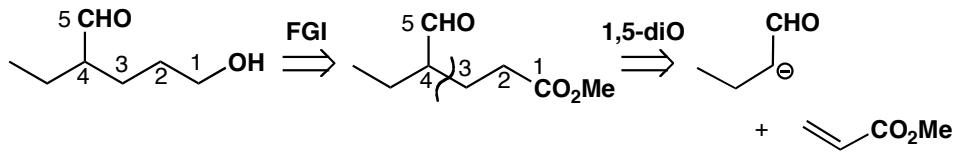 5 CHO
4 3 2 1 OH
FGI
5 CHO
4 3 2 1 CO2Me
1,5-diO
CHO
⊖
+
CO2Me